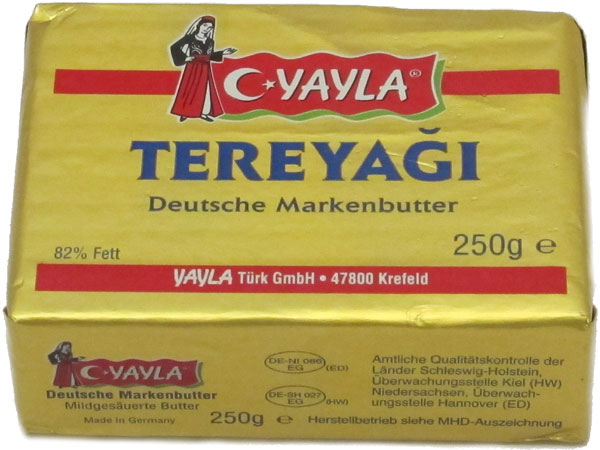 YAYLA®
TEREYAĞI
Deutsche Markenbutter
82% Fett
250g e
YAYLA Türk GmbH • 47800 Krefeld
YAYLA
Deutsche Markenbutter
Mildgesäuerte Butter
Made in Germany
250g e
DE-NI 086
EG
(ED)
DE-SH 027
EG
(HW)
Amtliche Qualitätskontrolle der
Länder Schleswig-Holstein,
Überwachungsstelle Kiel (HW)
Niedersachsen, Überwach-
ungsstelle Hannover (ED)
Herstellbetrieb siehe MHD-Auszeichnung